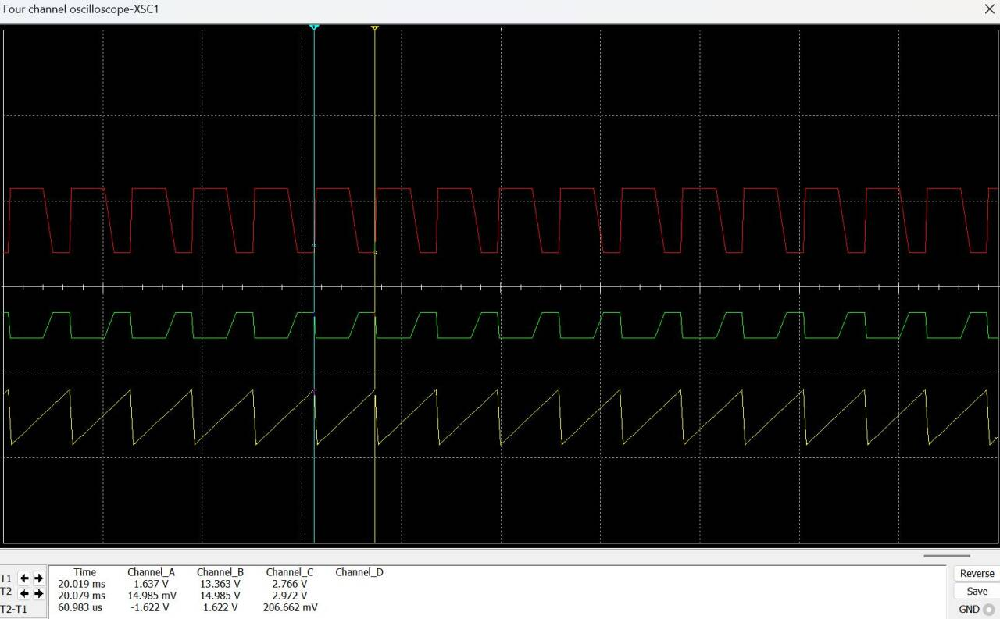 Four channel oscilloscope-XSC1
Time Channel_A Channel_B Channel_C Channel_D
T1 20.019 ms 1.637 V 13.363 V 2.766 V
T2 20.079 ms 14.985 mV 14.985 V 2.972 V
T2-T1 60.983 us -1.622 V 1.622 V 206.662 mV
Reverse
Save
GND